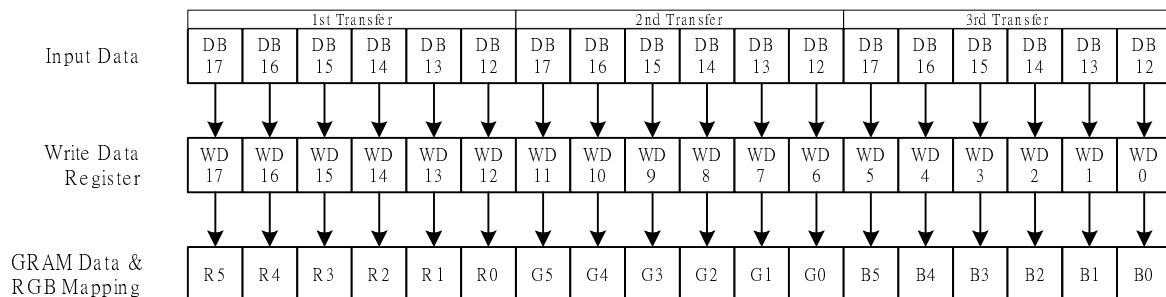 1st Transfer 2nd Transfer 3rd Transfer
Input Data
DB DB DB DB DB DB DB DB DB DB DB DB DB DB DB DB DB DB
17 16 15 14 13 12 17 16 15 14 13 12 17 16 15 14 13 12
Write Data
Register
WD WD WD WD WD WD WD WD WD WD WD WD WD WD WD WD WD WD
17 16 15 14 13 12 11 10 9 8 7 6 5 4 3 2 1 0
GRAM Data &
RGB Mapping
R5 R4 R3 R2 R1 R0 G5 G4 G3 G2 G1 G0 B5 B4 B3 B2 B1 B0